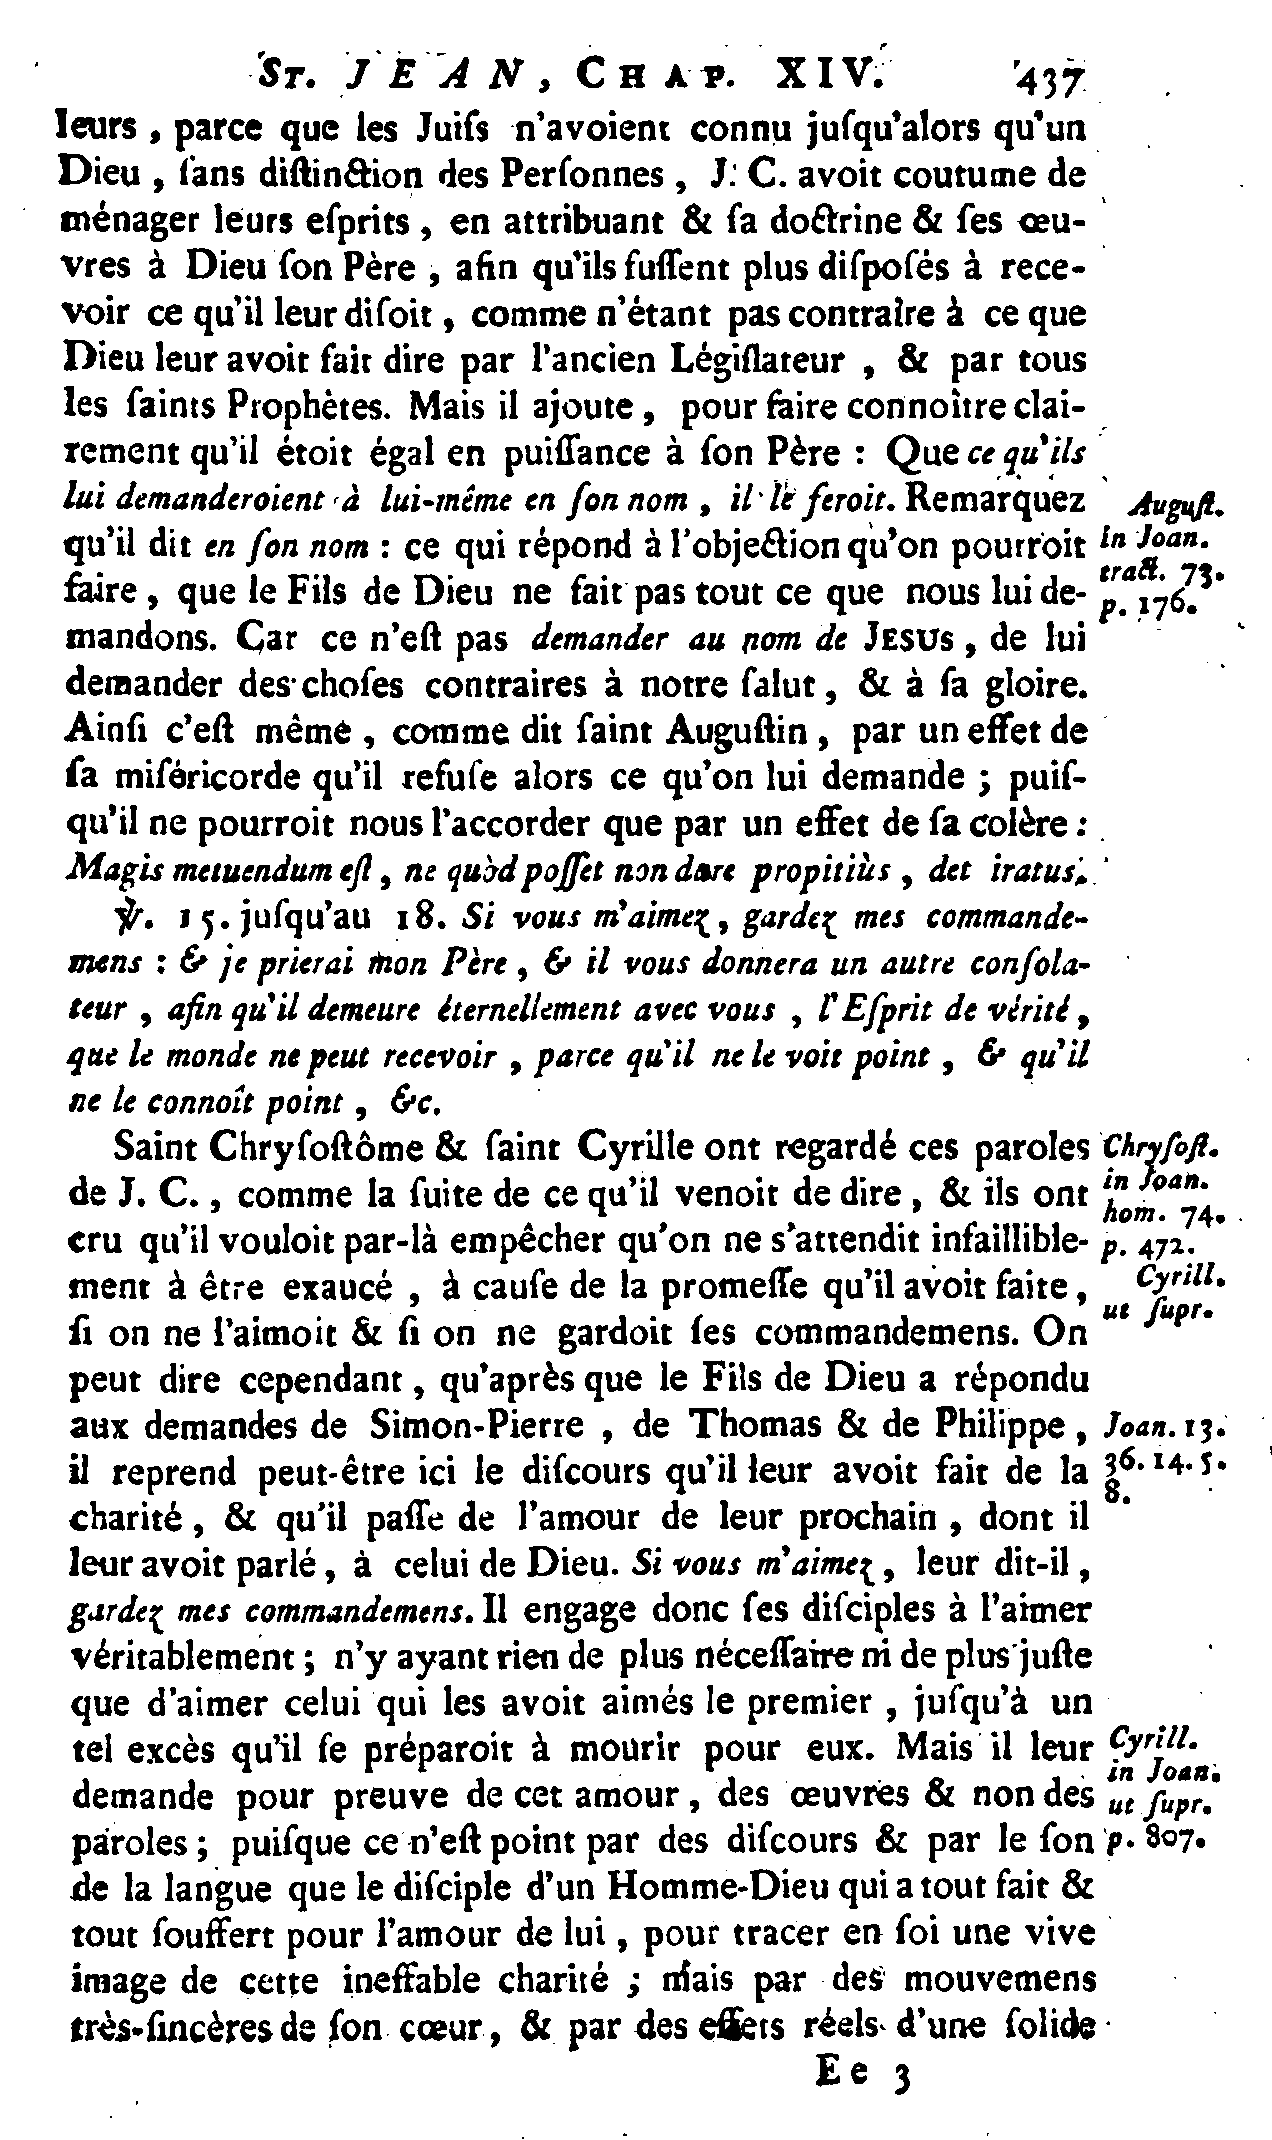 ST. JEAN, CHAP. XIV. 437
leurs, parce que les Juifs n'avoient connu juſqu'alors qu'un
Dieu, ſans diſtinction des Perſonnes, J. C. avoit coutume de
ménager leurs eſprits, en attribuant & ſa doctrine & ſes œu-
vres à Dieu ſon Père, afin qu'ils fuſſent plus diſpoſés à rece-
voir ce qu'il leur diſoit, comme n'étant pas contraire à ce que
Dieu leur avoit fait dire par l'ancien Légiſlateur, & par tous
les ſaints Prophètes. Mais il ajoute, pour faire connoître clai-
rement qu'il étoit égal en puiſſance à ſon Père : Que ce qu'ils
lui demanderoient à lui-même en ſon nom, il le feroit. Remarquez
qu'il dit en ſon nom : ce qui répond à l'objection qu'on pourroit
faire, que le Fils de Dieu ne fait pas tout ce que nous lui de-
mandons. Car ce n'eſt pas demander au nom de JESUS, de lui
demander des choſes contraires à notre ſalut, & à ſa gloire.
Ainſi c'eſt même, comme dit ſaint Auguſtin, par un effet de
ſa miſéricorde qu'il refuſe alors ce qu'on lui demande ; puiſ-
qu'il ne pourroit nous l'accorder que par un effet de ſa colère :
Magis metuendum eſt, ne quòd poſſet non dare propitiùs, det iratus.
Auguſt.
in Joan.
tract. 73.
p. 176.
℣. 15. juſqu'au 18. Si vous m'aimez, gardez mes commande-
mens : & je prierai mon Père, & il vous donnera un autre conſola-
teur, afin qu'il demeure éternellement avec vous, l'Eſprit de vérité,
que le monde ne peut recevoir, parce qu'il ne le voit point, & qu'il
ne le connoît point, &c.
Saint Chryſoſtôme & ſaint Cyrille ont regardé ces paroles
de J. C., comme la ſuite de ce qu'il venoit de dire, & ils ont
cru qu'il vouloit par-là empêcher qu'on ne s'attendit infaillible-
ment à être exaucé, à cauſe de la promeſſe qu'il avoit faite,
ſi on ne l'aimoit & ſi on ne gardoit ſes commandemens. On
peut dire cependant, qu'après que le Fils de Dieu a répondu
aux demandes de Simon-Pierre, de Thomas & de Philippe,
il reprend peut-être ici le diſcours qu'il leur avoit fait de la
charité, & qu'il paſſe de l'amour de leur prochain, dont il
leur avoit parlé, à celui de Dieu. Si vous m'aimez, leur dit-il,
gardez mes commandemens. Il engage donc ſes diſciples à l'aimer
véritablement ; n'y ayant rien de plus néceſſaire ni de plus juſte
que d'aimer celui qui les avoit aimés le premier, juſqu'à un
tel excès qu'il ſe préparoit à mourir pour eux. Mais il leur
demande pour preuve de cet amour, des œuvres & non des
paroles ; puiſque ce n'eſt point par des diſcours & par le ſon
de la langue que le diſciple d'un Homme-Dieu qui a tout fait &
tout ſouffert pour l'amour de lui, pour tracer en ſoi une vive
image de cette ineffable charité ; mais par des mouvemens
très-ſincères de ſon cœur, & par des effets réels d'une ſolide
Chryſoſt.
in Joan.
hom. 74.
p. 472.
Cyrill.
ut ſupr.
Joan. 13.
36. 14. 5.
8.
Cyrill.
in Joan.
ut ſupr.
p. 807.
Ee 3